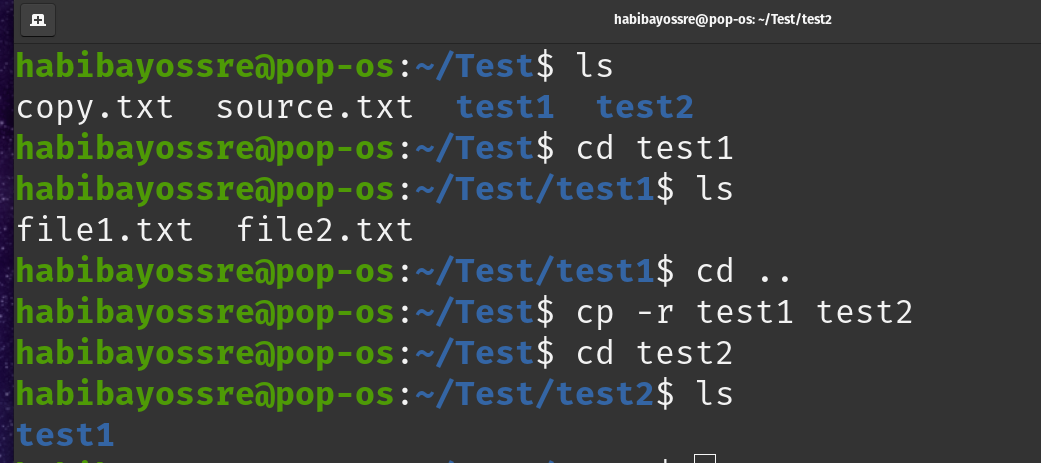 habibayossre@pop-os: ~/Test/test2
habibayossre@pop-os:~/Test$ ls
copy.txt  source.txt  test1  test2
habibayossre@pop-os:~/Test$ cd test1
habibayossre@pop-os:~/Test/test1$ ls
file1.txt  file2.txt
habibayossre@pop-os:~/Test/test1$ cd ..
habibayossre@pop-os:~/Test$ cp -r test1 test2
habibayossre@pop-os:~/Test$ cd test2
habibayossre@pop-os:~/Test/test2$ ls
test1